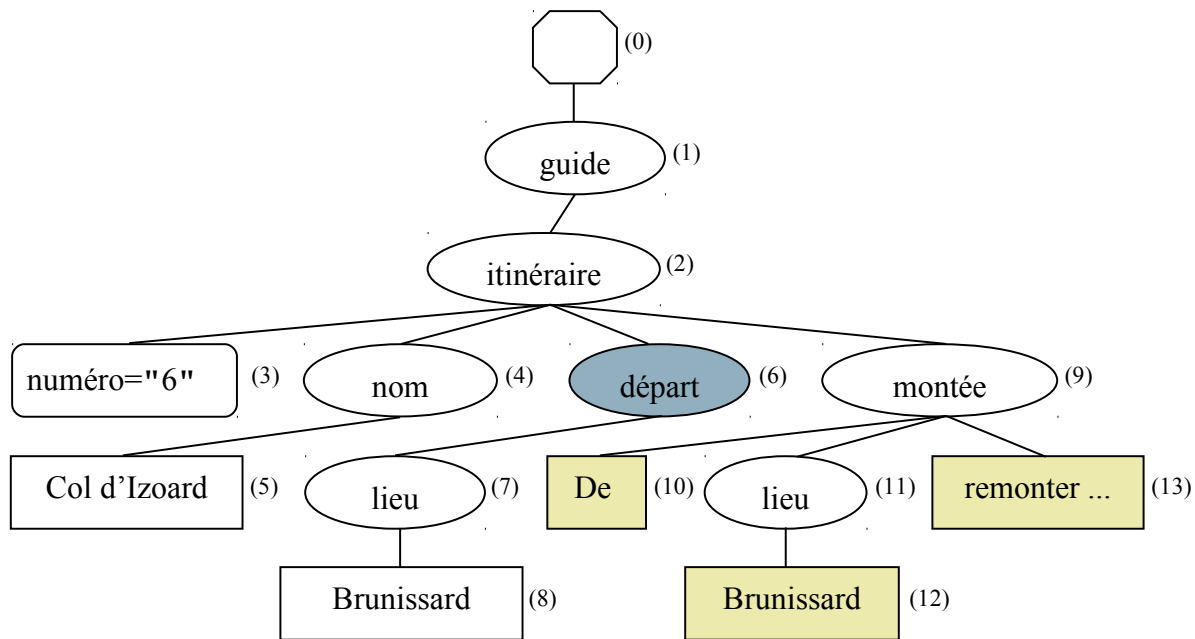 (0)
guide (1)
itinéraire (2)
numéro="6" (3) nom (4) départ (6) montée (9)
Col d'Izoard (5) lieu (7) De (10) lieu (11) remonter ... (13)
Brunissard (8) Brunissard (12)